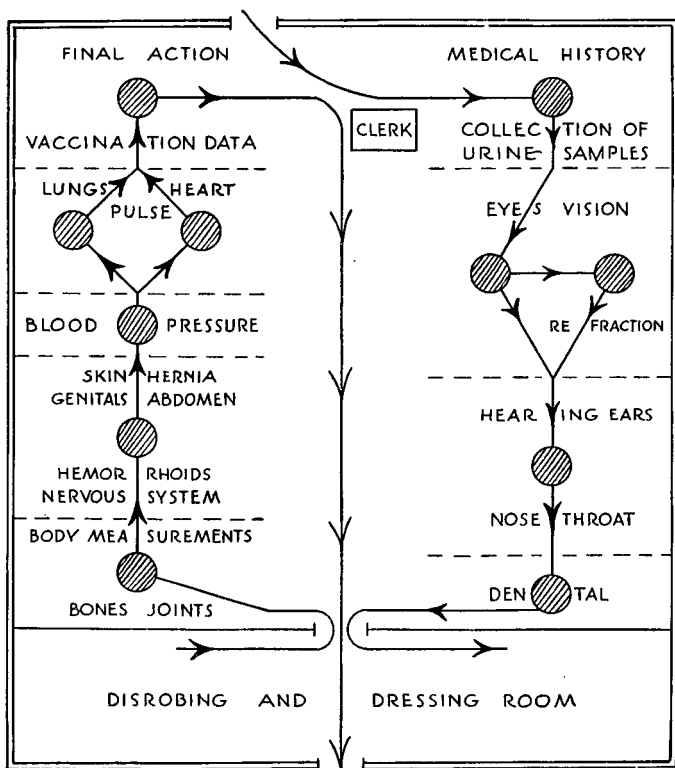 FINAL ACTION
VACCINATION DATA
LUNGS HEART
PULSE
BLOOD PRESSURE
SKIN HERNIA
GENITALS ABDOMEN
HEMORRHOIDS
NERVOUS SYSTEM
BODY MEASUREMENTS
BONES JOINTS
CLERK
MEDICAL HISTORY
COLLECTION OF
URINE SAMPLES
EYES VISION
REFRACTION
HEARING EARS
NOSE THROAT
DENTAL
DISROBING AND DRESSING ROOM